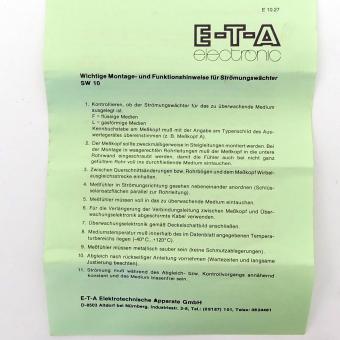 E 10.27
E-T-A
electronic
Wichtige Montage- und Funktionshinweise für Strömungswächter
SW 10
1. Kontrollieren, ob der Strömungswächter für das zu überwachende Medium
ausgelegt ist.
F = flüssige Medien
L = gasförmige Medien
Kennbuchstabe am Meßkopf muß mit der Angabe am Typenschild des Aus-
wertegerätes übereinstimmen (z. B. Meßkopf A).
2. Der Meßkopf sollte zweckmäßigerweise in Steigleitungen montiert werden. Bei
der Montage in waagerechten Rohrleitungen muß der Meßkopf in die untere
Rohrwand eingeschraubt werden, damit die Fühler auch bei nicht ganz
gefülltem Rohr voll ins durchfließende Medium eintauchen.
3. Zwischen Querschnittsänderungen bzw. Rohrbögen und dem Meßkopf Wirbel-
ausgleichsstrecke einhalten.
4. Meßfühler in Strömungsrichtung gesehen nebeneinander anordnen (Schlüs-
selansatzflächen parallel zur Rohrleitung).
5. Meßfühler müssen voll in das zu überwachende Medium eintauchen.
6. Für die Verlängerung der Verbindungsleitung zwischen Meßkopf und Über-
wachungselektronik abgeschirmte Kabel verwenden.
7. Überwachungselektronik gemäß Deckelschaltbild anschließen.
8. Mediumstemperatur muß innerhalb des im Datenblatt angegebenen Tempera-
turbereiches liegen (-40°C...+120°C).
9. Meßfühler müssen metallisch sauber sein (keine Schmutzablagerungen).
10. Abgleich nach rückseitiger Anleitung vornehmen (Wartezeiten und langsame
Justierung beachten).
11. Strömung muß während des Abgleich- bzw. Kontrollvorgangs annähernd
konstant und das Medium blasenfrei sein.
E-T-A Elektrotechnische Apparate GmbH
D-8503 Altdorf bei Nürnberg, Industriestr. 2-8, Tel.: (09187) 101, Telex: 0624461